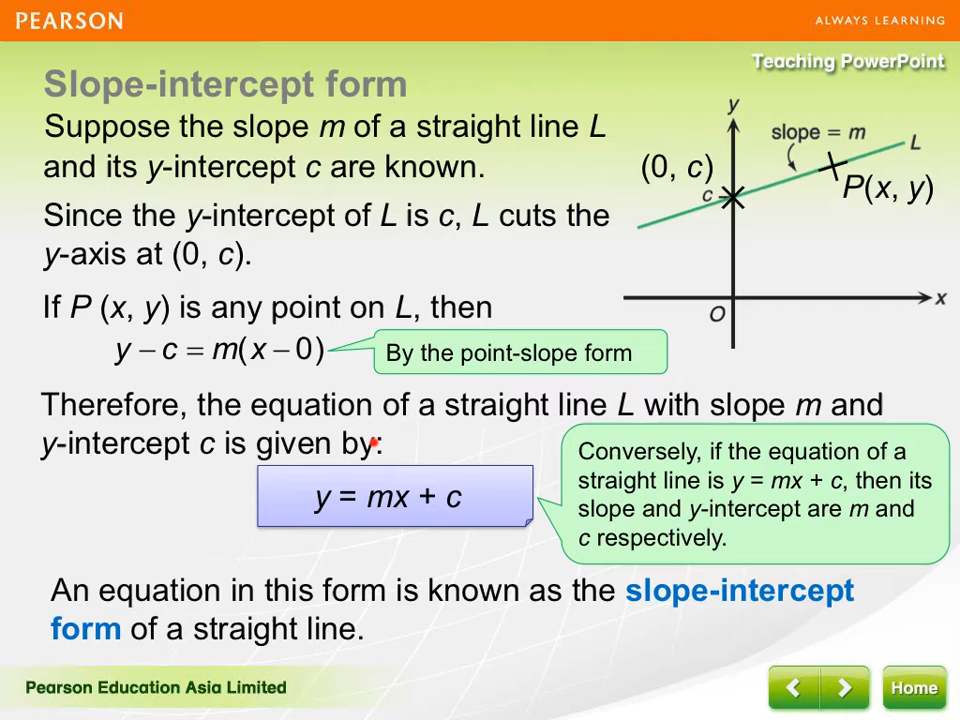 PEARSON
ALWAYS LEARNING
Teaching PowerPoint
Slope-intercept form
Suppose the slope m of a straight line L
and its y-intercept c are known.
Since the y-intercept of L is c, L cuts the
y-axis at (0, c).
y
slope = m
L
(0, c)
c
P(x, y)
O
x
If P (x, y) is any point on L, then
y – c = m(x – 0)
By the point-slope form
Therefore, the equation of a straight line L with slope m and
y-intercept c is given by:
y = mx + c
Conversely, if the equation of a
straight line is y = mx + c, then its
slope and y-intercept are m and
c respectively.
An equation in this form is known as the slope-intercept
form of a straight line.
Pearson Education Asia Limited
Home